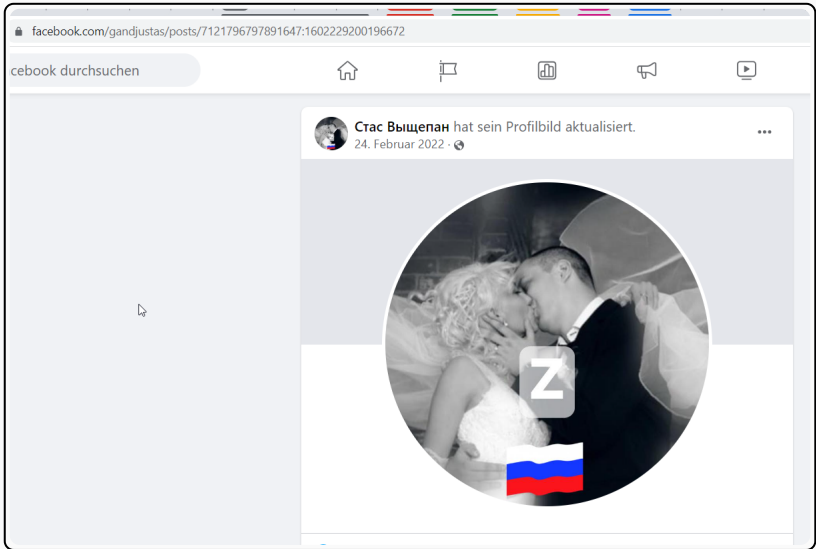 facebook.com/gandjustas/posts/7121796797891647:1602229200196672
cebook durchsuchen
Стас Выщепан hat sein Profilbild aktualisiert.
24. Februar 2022 ·
Z